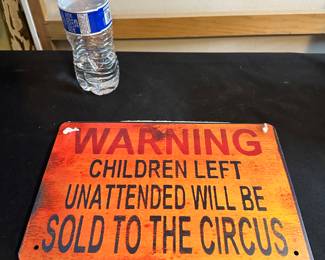 WARNING
CHILDREN LEFT
UNATTENDED WILL BE
SOLD TO THE CIRCUS